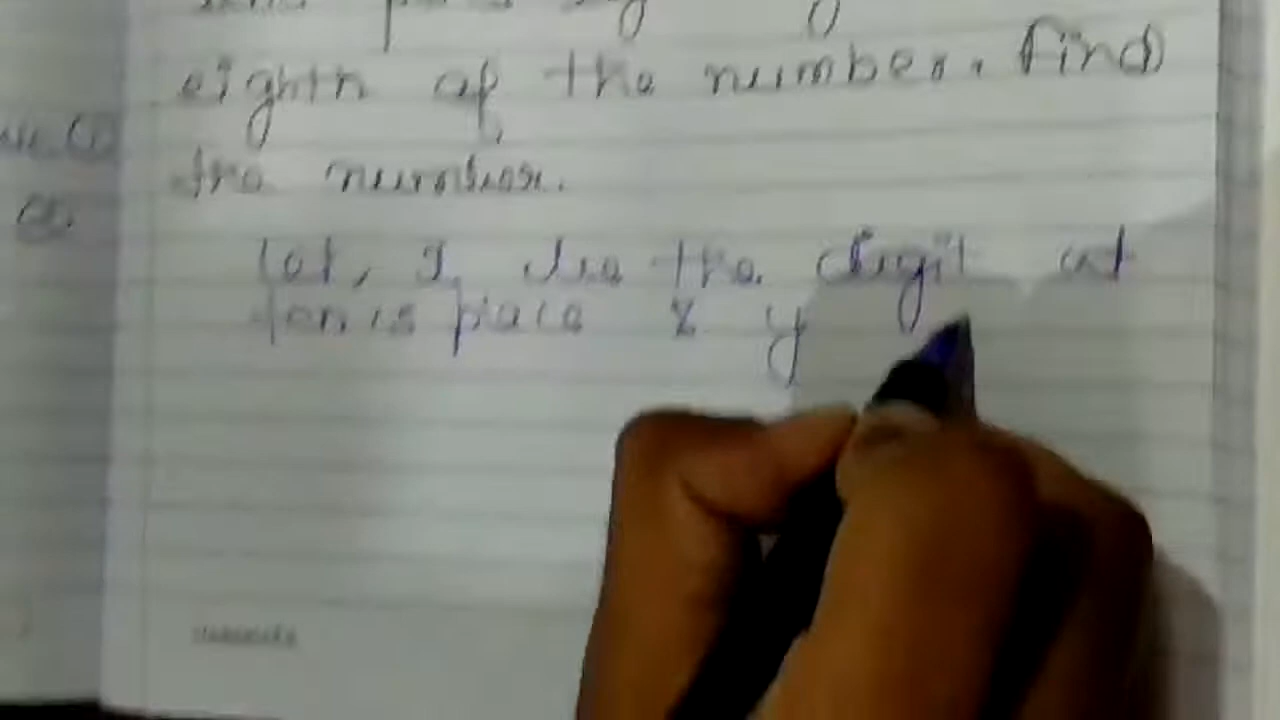 eighth of the number. find
the number.
let, x be the digit at
ten's place & y